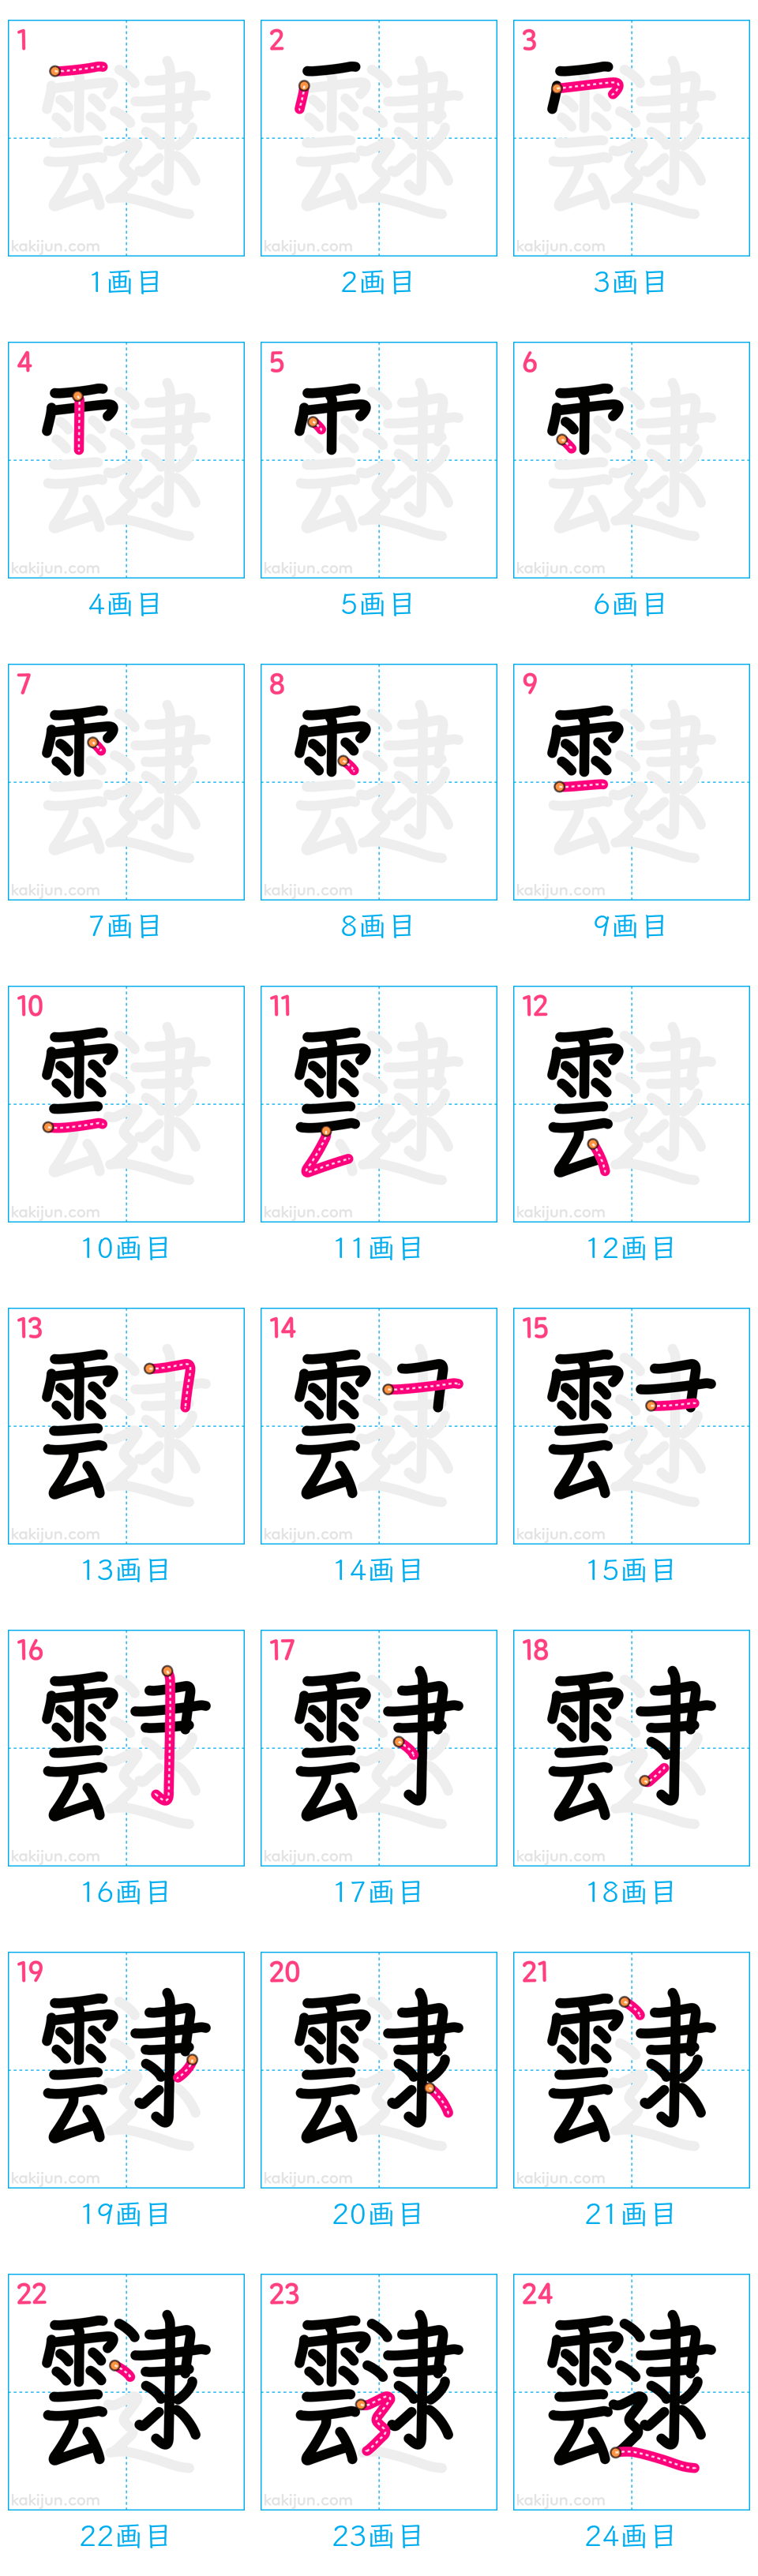 1 2 3
kakijun.com kakijun.com kakijun.com
1画目 2画目 3画目
4 5 6
kakijun.com kakijun.com kakijun.com
4画目 5画目 6画目
7 8 9
kakijun.com kakijun.com kakijun.com
7画目 8画目 9画目
10 11 12
kakijun.com kakijun.com kakijun.com
10画目 11画目 12画目
13 14 15
kakijun.com kakijun.com kakijun.com
13画目 14画目 15画目
16 17 18
kakijun.com kakijun.com kakijun.com
16画目 17画目 18画目
19 20 21
kakijun.com kakijun.com kakijun.com
19画目 20画目 21画目
22 23 24
靆
kakijun.com kakijun.com kakijun.com
22画目 23画目 24画目